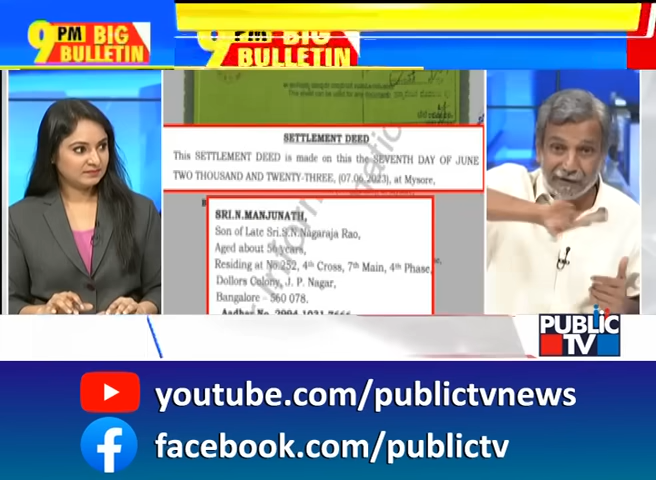 9 PM BIG
BULLETIN
9 PM BIG
BULLETIN
SETTLEMENT DEED
This SETTLEMENT DEED is made on this the SEVENTH DAY OF JUNE
TWO THOUSAND AND TWENTY-THREE, (07.06.2023), at Mysore,
SRI.N.MANJUNATH,
Son of Late Sri.S.N.Nagaraja Rao,
Aged about 56 years,
Residing at No.252, 4th Cross, 7th Main, 4th Phase,
Dollors Colony, J. P. Nagar,
Bangalore – 560 078.
PUBLIC
TV
youtube.com/publictvnews
facebook.com/publictv